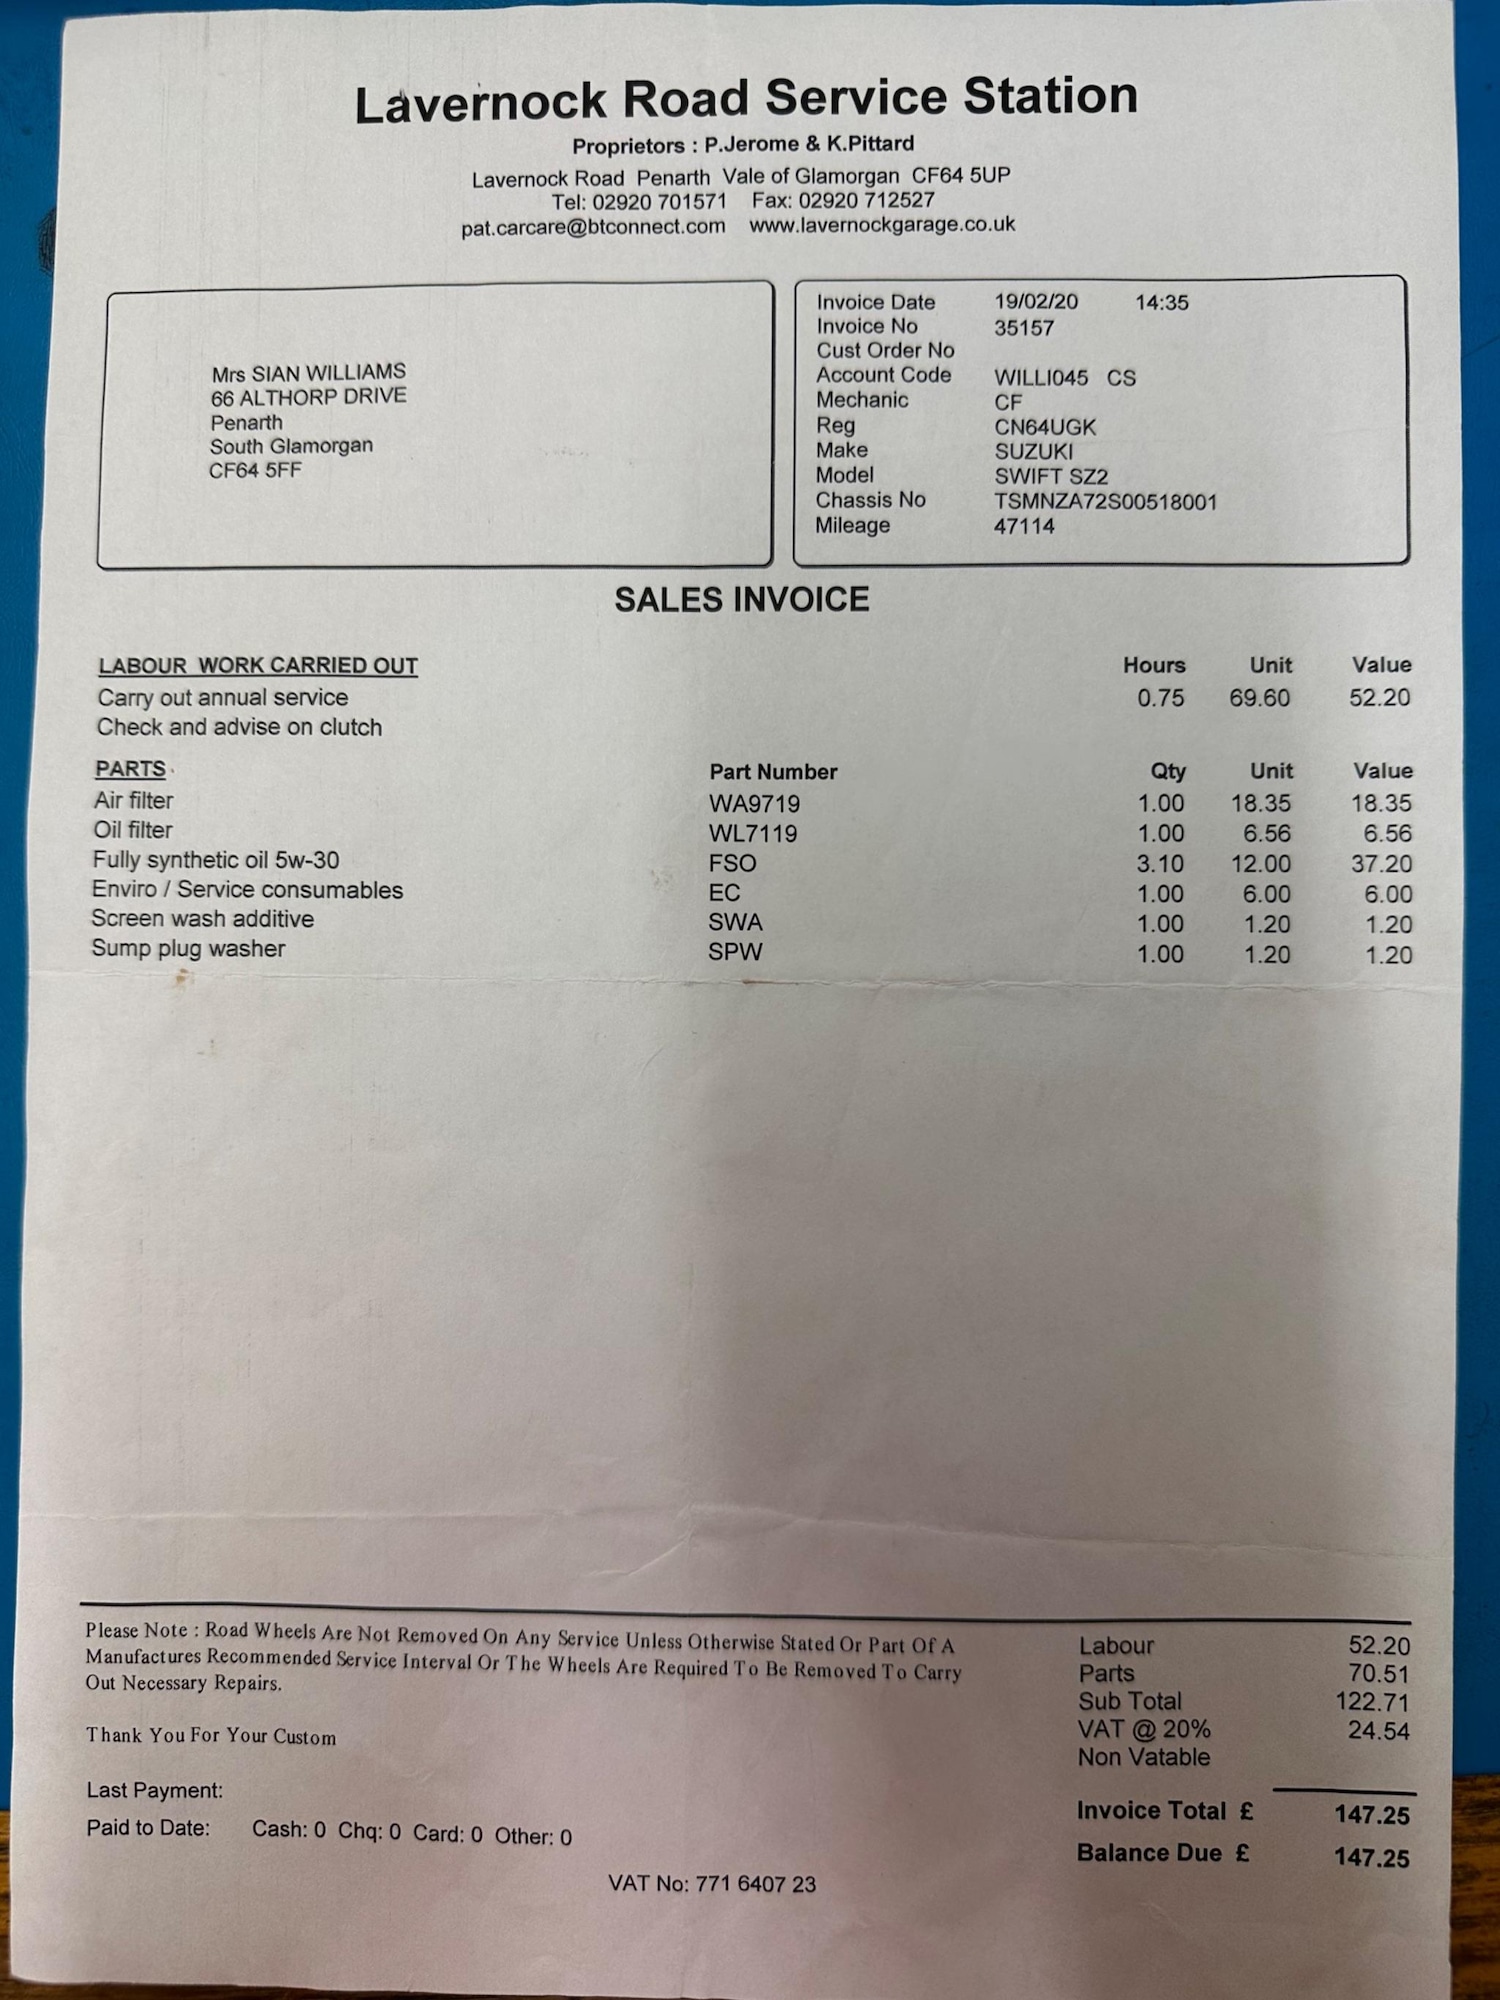 Lavernock Road Service Station
Proprietors : P.Jerome & K.Pittard
Lavernock Road Penarth Vale of Glamorgan CF64 5UP
Tel: 02920 701571 Fax: 02920 712527
pat.carcare@btconnect.com www.lavernockgarage.co.uk
Mrs SIAN WILLIAMS
66 ALTHORP DRIVE
Penarth
South Glamorgan
CF64 5FF
Invoice Date 19/02/20 14:35
Invoice No 35157
Cust Order No
Account Code WILLI045 CS
Mechanic CF
Reg CN64UGK
Make SUZUKI
Model SWIFT SZ2
Chassis No TSMNZA72S00518001
Mileage 47114
SALES INVOICE
LABOUR WORK CARRIED OUT Hours Unit Value
Carry out annual service 0.75 69.60 52.20
Check and advise on clutch
PARTS Part Number Qty Unit Value
Air filter WA9719 1.00 18.35 18.35
Oil filter WL7119 1.00 6.56 6.56
Fully synthetic oil 5w-30 FSO 3.10 12.00 37.20
Enviro / Service consumables EC 1.00 6.00 6.00
Screen wash additive SWA 1.00 1.20 1.20
Sump plug washer SPW 1.00 1.20 1.20
Please Note : Road Wheels Are Not Removed On Any Service Unless Otherwise Stated Or Part Of A
Manufactures Recommended Service Interval Or The Wheels Are Required To Be Removed To Carry
Out Necessary Repairs.
Thank You For Your Custom
Last Payment:
Paid to Date: Cash: 0 Chq: 0 Card: 0 Other: 0
Labour 52.20
Parts 70.51
Sub Total 122.71
VAT @ 20% 24.54
Non Vatable
Invoice Total £ 147.25
Balance Due £ 147.25
VAT No: 771 6407 23